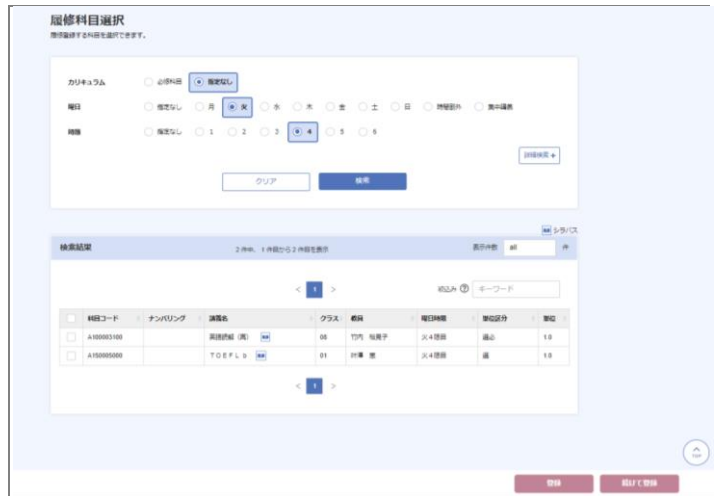 履修科目選択
履修登録する科目を選択できます。
カリキュラム 必修科目 指定なし
曜日 指定なし 月 火 水 木 金 土 日 時間割外 集中講義
時限 指定なし 1 2 3 4 5 6
詳細検索 +
クリア 検索
シラバス
検索結果 2 件中、1 件目から 2 件目を表示 表示件数 all 件
< 1 >
絞込み ? キーワード
科目コード ナンバリング 講義名 クラス 教員 曜日時限 単位区分 単位
A100003100 英語読解 (再) 08 竹内 火４限目 選必 1.0
A150005000 ＴＯＥＦＬｂ 01 火４限目 選 1.0
< 1 >
TOP
登録 続けて登録